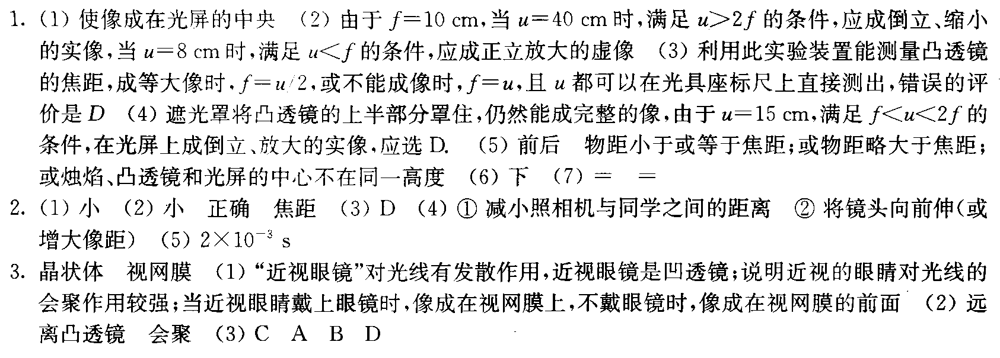 1. (1) 使像成在光屏的中央 (2) 由于 f=10 cm,当 u=40 cm 时,满足 u>2f 的条件,应成倒立、缩小
的实像,当 u=8 cm 时,满足 u<f 的条件,应成正立放大的虚像 (3) 利用此实验装置能测量凸透镜
的焦距,成等大像时,f=u/2,或不能成像时,f=u,且 u 都可以在光具座标尺上直接测出,错误的评
价是 D (4) 遮光罩将凸透镜的上半部分罩住,仍然能成完整的像,由于 u=15 cm,满足 f<u<2f 的
条件,在光屏上成倒立、放大的实像,应选 D. (5) 前后 物距小于或等于焦距;或物距略大于焦距;
或烛焰、凸透镜和光屏的中心不在同一高度 (6) 下 (7) = =
2. (1) 小 (2) 小 正确 焦距 (3) D (4) ① 减小照相机与同学之间的距离 ② 将镜头向前伸(或
增大像距) (5) 2×10⁻³ s
3. 晶状体 视网膜 (1) “近视眼镜”对光线有发散作用,近视眼镜是凹透镜;说明近视的眼睛对光线的
会聚作用较强;当近视眼睛戴上眼镜时,像成在视网膜上,不戴眼镜时,像成在视网膜的前面 (2) 远
离凸透镜 会聚 (3) C A B D